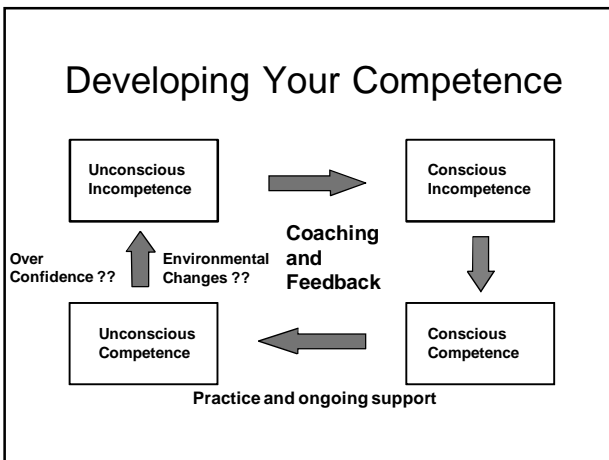 Developing Your Competence
Unconscious
Incompetence
Conscious
Incompetence
Coaching
and
Feedback
Over
Confidence ??
Environmental
Changes ??
Unconscious
Competence
Conscious
Competence
Practice and ongoing support